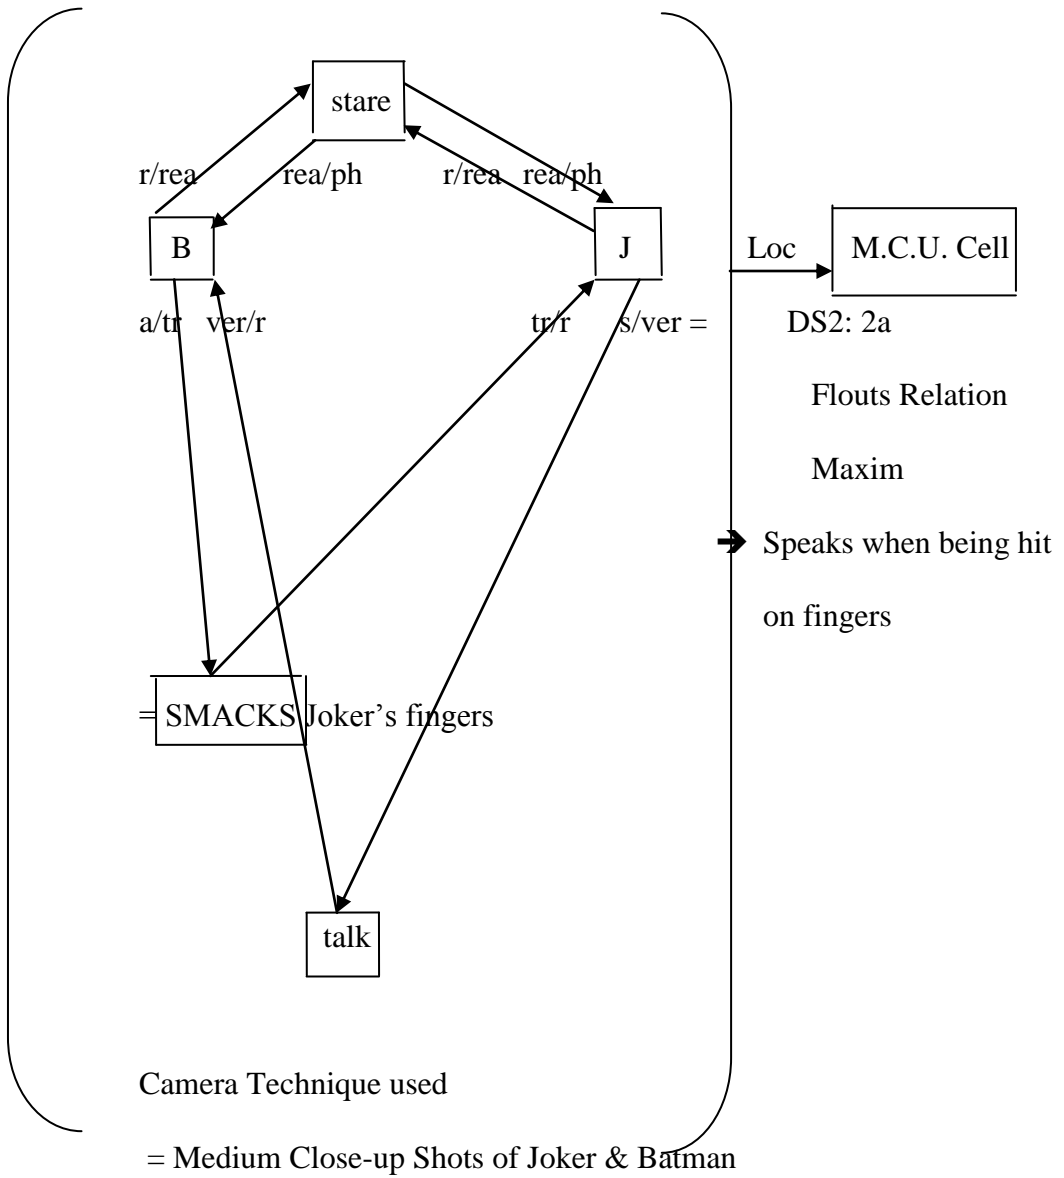 stare
r/rea rea/ph r/rea rea/ph
B J Loc M.C.U. Cell
a/tr ver/r tr/r s/ver = DS2: 2a
Flouts Relation
Maxim
➔ Speaks when being hit
on fingers
= SMACKS Joker’s fingers
talk
Camera Technique used
= Medium Close-up Shots of Joker & Batman